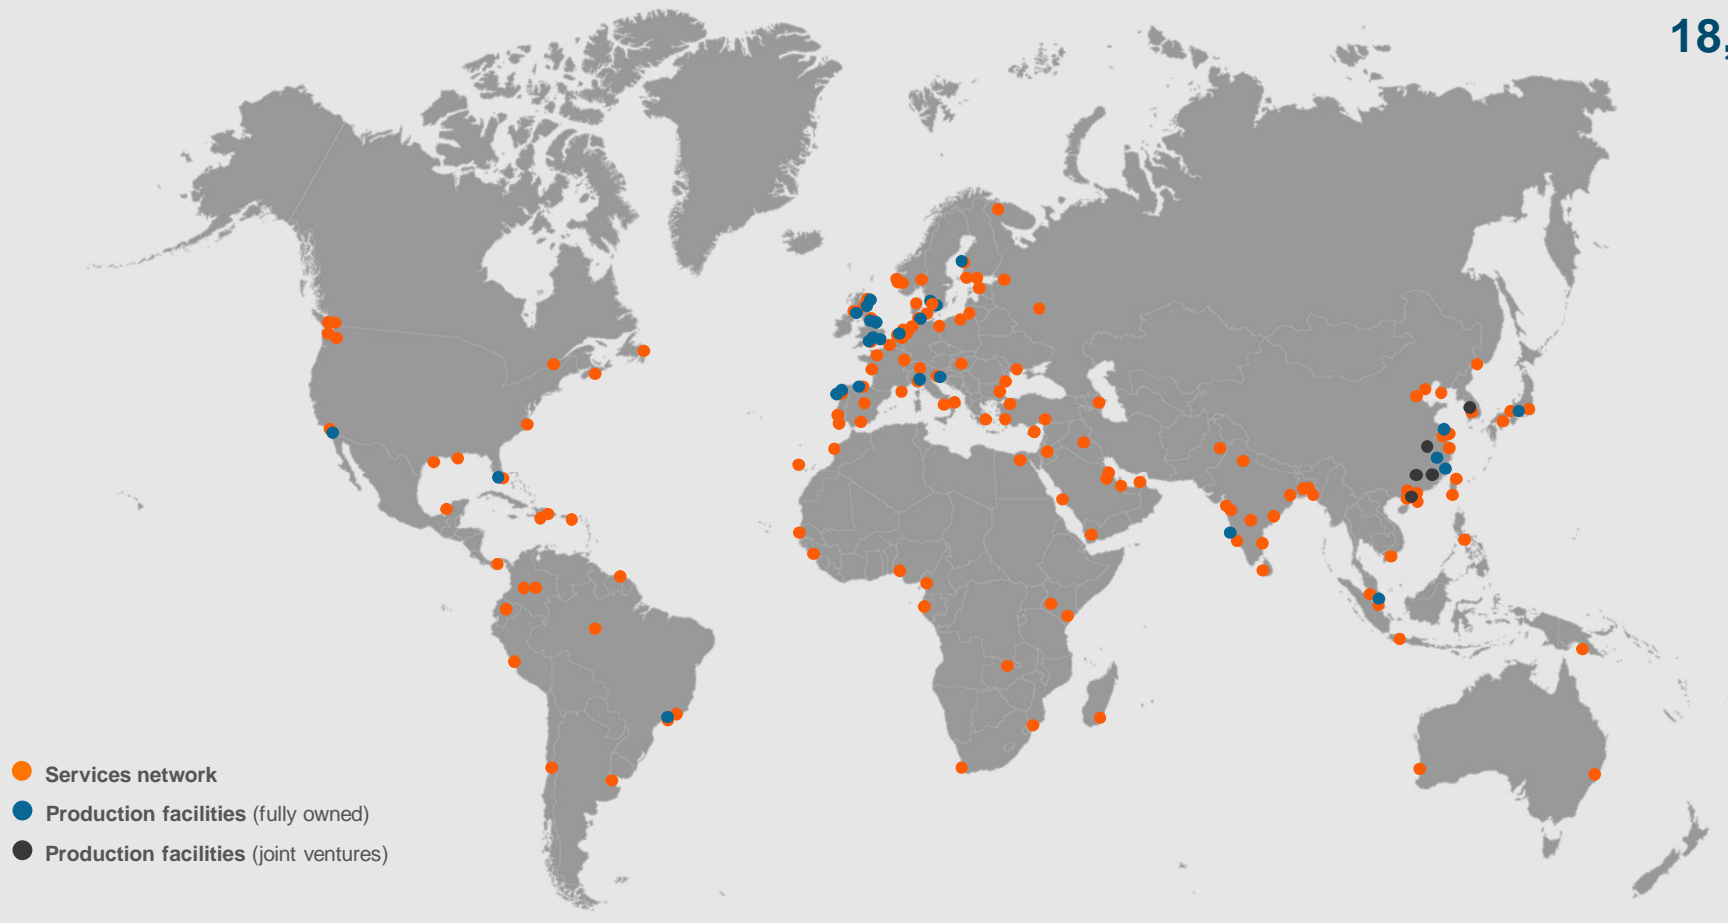 18,
Services network
Production facilities (fully owned)
Production facilities (joint ventures)